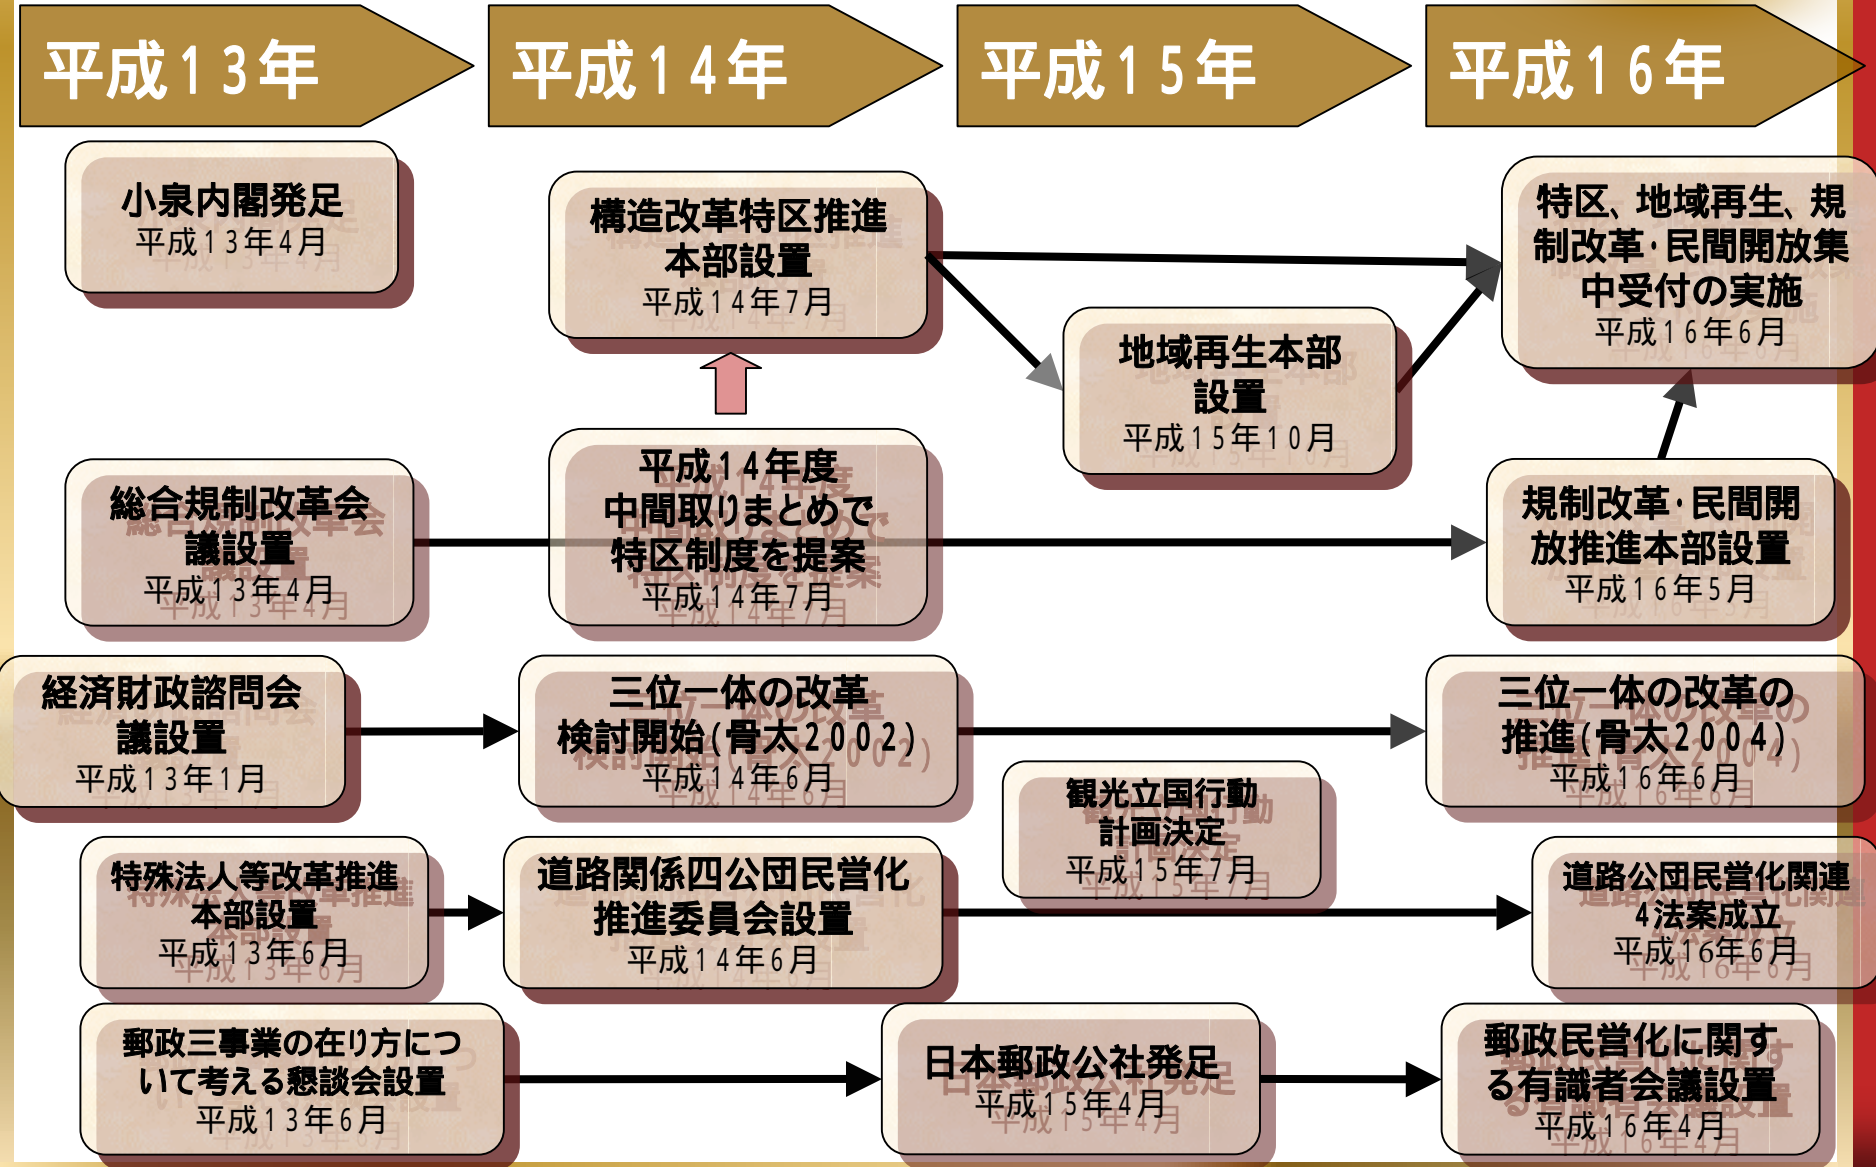 平成13年
平成14年
平成15年
平成16年
小泉内閣発足
平成13年4月
構造改革特区推進
本部設置
平成14年7月
地域再生本部
設置
平成15年10月
特区、地域再生、規
制改革・民間開放集
中受付の実施
平成16年6月
総合規制改革会
議設置
平成13年4月
平成14年度
中間取りまとめで
特区制度を提案
平成14年7月
規制改革・民間開
放推進本部設置
平成16年5月
経済財政諮問会
議設置
平成13年1月
三位一体の改革
検討開始(骨太2002)
平成14年6月
三位一体の改革の
推進(骨太2004)
平成16年6月
観光立国行動
計画決定
平成15年7月
特殊法人等改革推進
本部設置
平成13年6月
道路関係四公団民営化
推進委員会設置
平成14年6月
道路公団民営化関連
4法案成立
平成16年6月
郵政三事業の在り方につ
いて考える懇談会設置
平成13年6月
日本郵政公社発足
平成15年4月
郵政民営化に関す
る有識者会議設置
平成16年4月